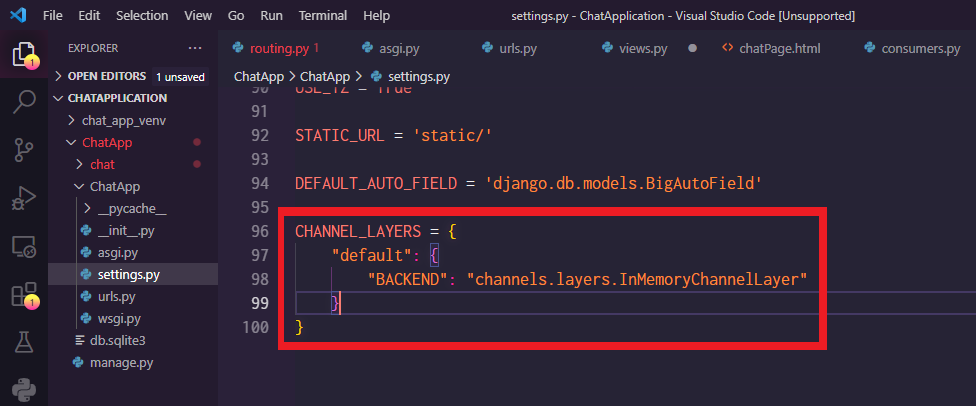 File Edit Selection View Go Run Terminal Help settings.py - ChatApplication - Visual Studio Code [Unsupported]
EXPLORER ...
routing.py 1 asgi.py urls.py views.py chatPage.html consumers.py
OPEN EDITORS 1 unsaved
ChatApp > ChatApp > settings.py
CHATAPPLICATION
chat_app_venv
ChatApp
chat
ChatApp
__pycache__
__init__.py
asgi.py
settings.py
urls.py
wsgi.py
db.sqlite3
manage.py
1
1
90 USE_TZ = True
91
92 STATIC_URL = 'static/'
93
94 DEFAULT_AUTO_FIELD = 'django.db.models.BigAutoField'
95
96 CHANNEL_LAYERS = {
97 "default": {
98 "BACKEND": "channels.layers.InMemoryChannelLayer"
99 }
100 }